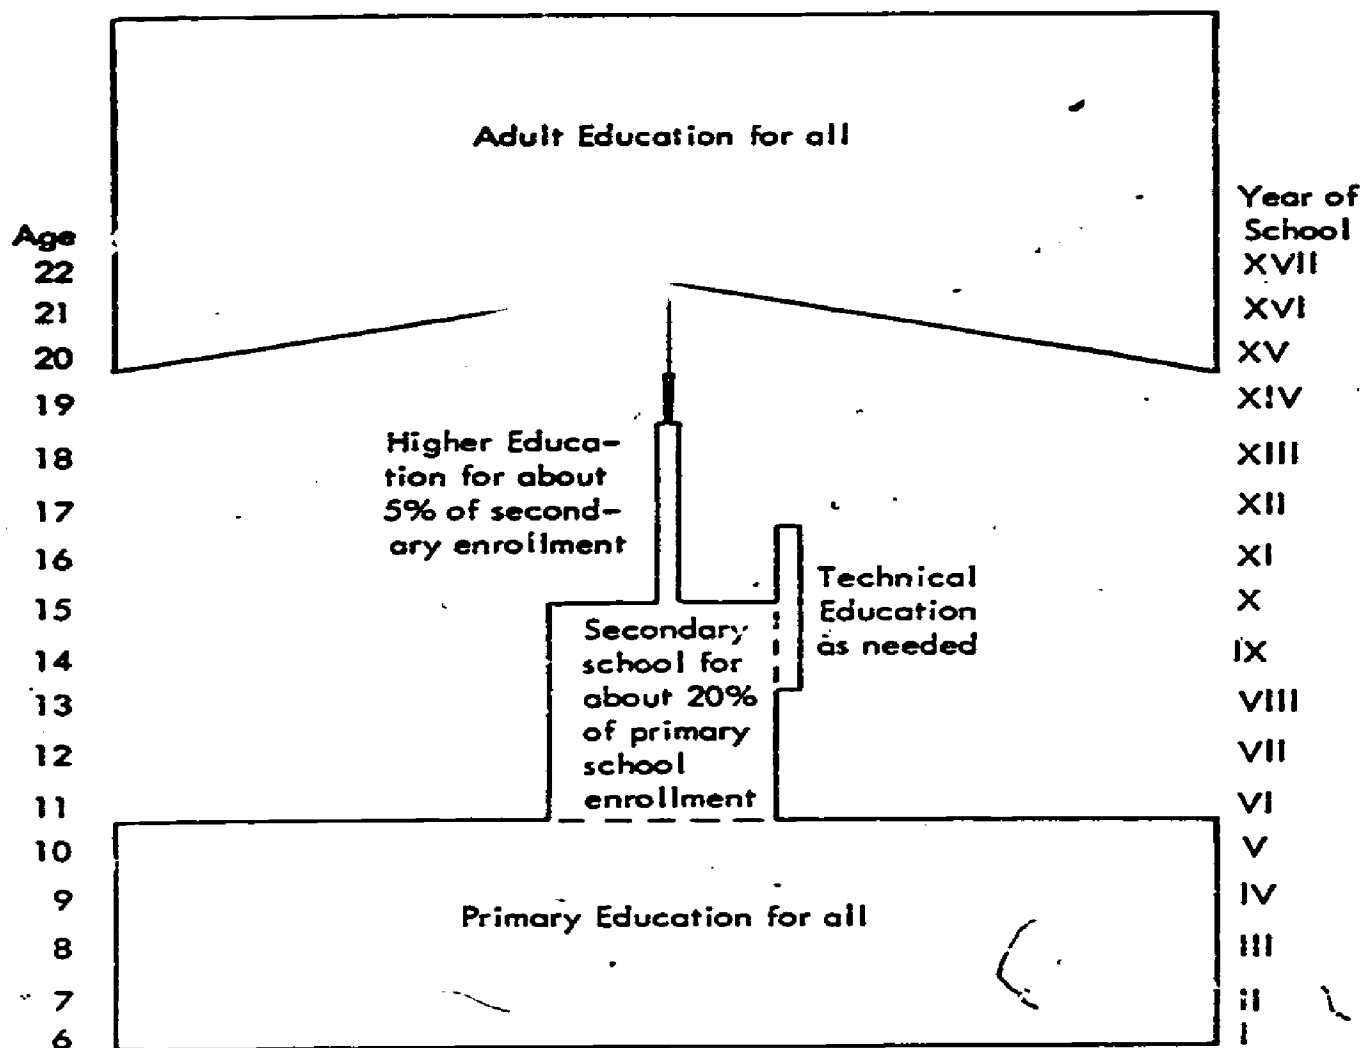 Adult Education for all
Age
22
21
20
19
18
17
16
15
14
13
12
11
10
9
8
7
6
Year of
School
XVII
XVI
XV
XIV
XIII
XII
XI
X
IX
VIII
VII
VI
V
IV
III
II
I
Higher Educa-
tion for about
5% of second-
ary enrollment
Technical
Education
as needed
Secondary
school for
about 20%
of primary
school
enrollment
Primary Education for all